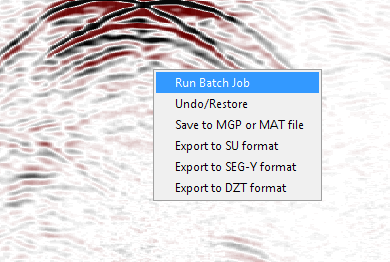 Run Batch Job
Undo/Restore
Save to MGP or MAT file
Export to SU format
Export to SEG-Y format
Export to DZT format